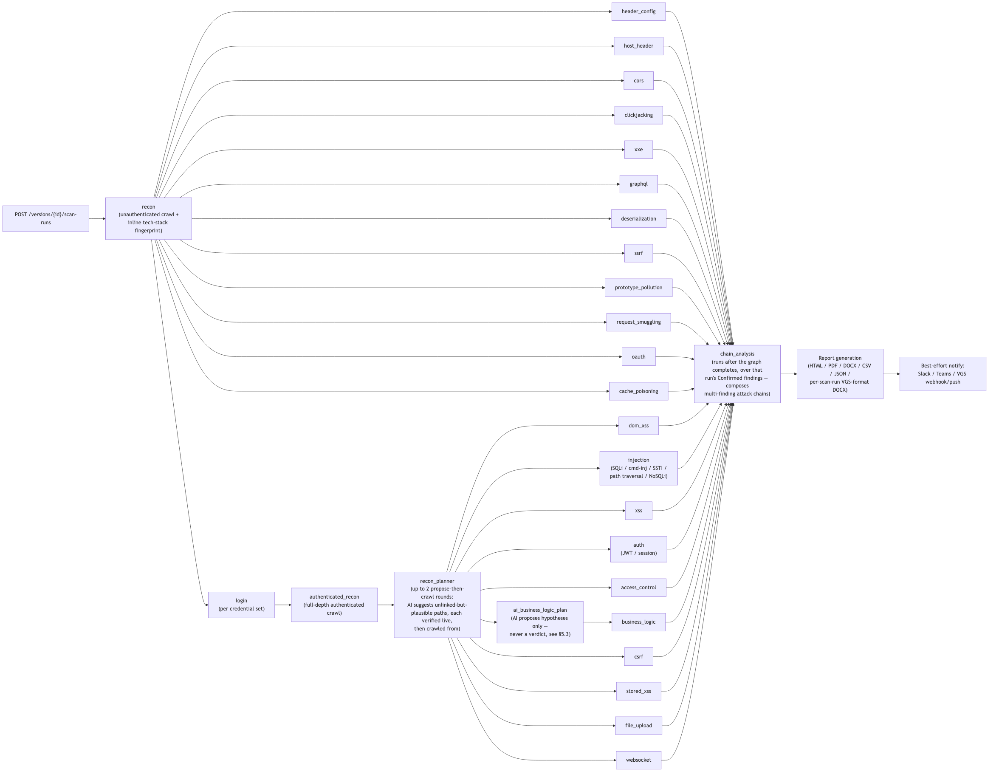 header_config
host_header
cors
clickjacking
xxe
graphql
POST /versions/{id}/scan-
runs
recon
(unauthenticated crawl +
inline tech-stack
fingerprint)
deserialization
ssrf
prototype_pollution
request_smuggling
oauth
cache_poisoning
chain_analysis
(runs after the graph
completes, over that
run's Confirmed findings —
composes
multi-finding attack chains)
Report generation
(HTML / PDF / DOCX / CSV
/ JSON /
per-scan-run VGS-format
DOCX)
Best-effort notify:
Slack / Teams / VGS
webhook/push
dom_xss
injection
(SQLi / cmd-inj / SSTI /
path traversal / NoSQLi)
xss
auth
(JWT / session)
access_control
login
(per credential set)
authenticated_recon
(full-depth authenticated
crawl)
recon_planner
(up to 2 propose-then-
crawl rounds:
AI suggests unlinked-but-
plausible paths, each
verified live,
then crawled from)
ai_business_logic_plan
(AI proposes hypotheses
only —
never a verdict, see §5.3)
business_logic
csrf
stored_xss
file_upload
websocket